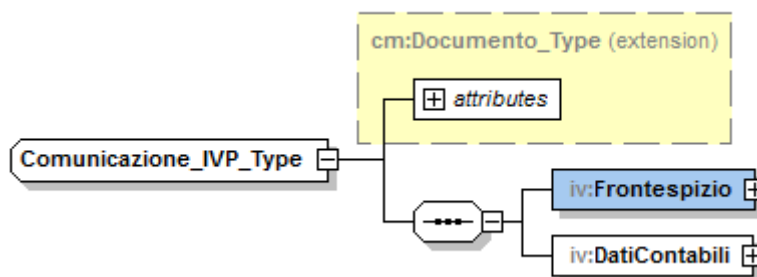 cm:Documento_Type (extension)
attributes
Comunicazione_IVP_Type
iv:Frontespizio
iv:DatiContabili